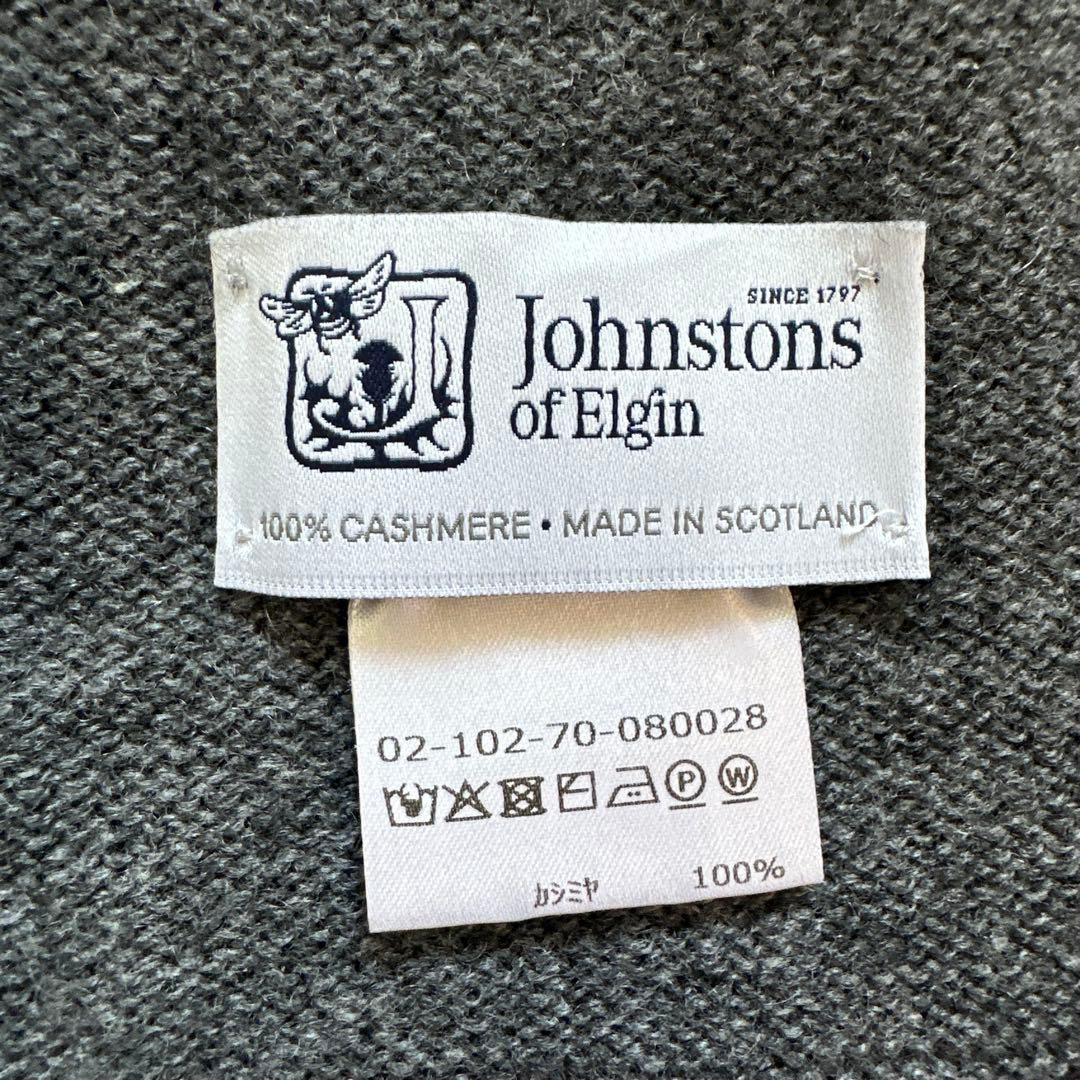 SINCE 1797
Johnstons
of Elgin
100% CASHMERE • MADE IN SCOTLAND
02-102-70-080028
P W
カシミヤ 100%